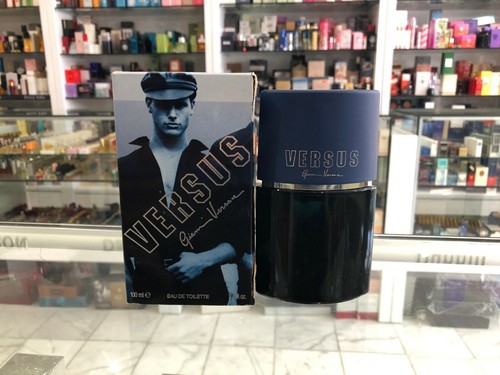 VERSUS
Gianni Versace
100 ml ℮
EAU DE TOILETTE
VERSUS
Gianni Versace